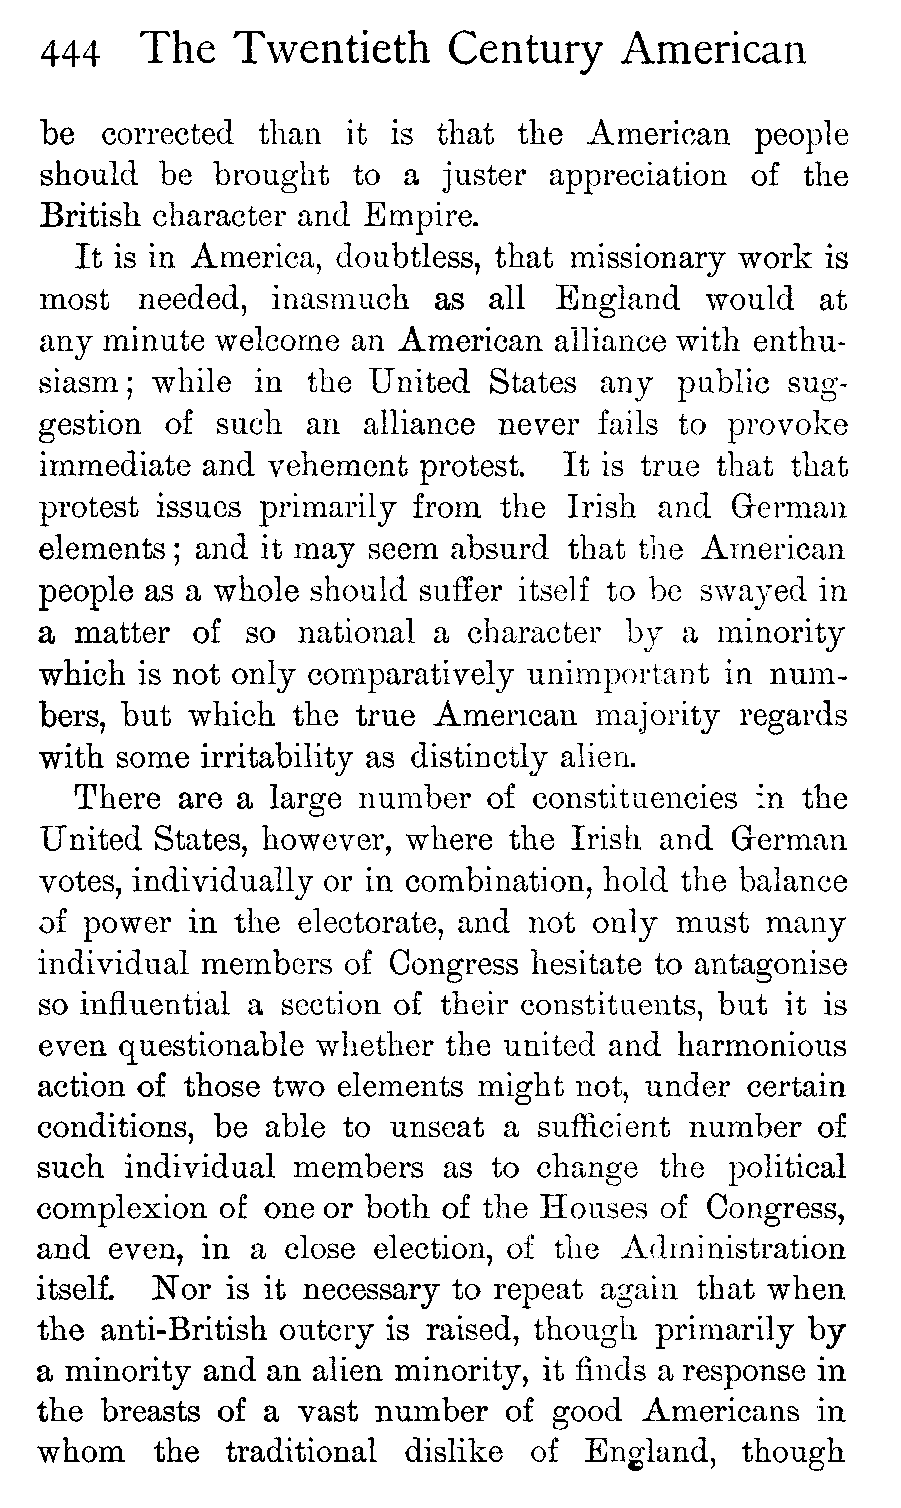 444 The Twentieth Century American
be corrected than it is that the American people
should be brought to a juster appreciation of the
British character and Empire.
It is in America, doubtless, that missionary work is
most needed, inasmuch as all England would at
any minute welcome an American alliance with enthu-
siasm; while in the United States any public sug-
gestion of such an alliance never fails to provoke
immediate and vehement protest. It is true that that
protest issues primarily from the Irish and German
elements; and it may seem absurd that the American
people as a whole should suffer itself to be swayed in
a matter of so national a character by a minority
which is not only comparatively unimportant in num-
bers, but which the true American majority regards
with some irritability as distinctly alien.
There are a large number of constituencies in the
United States, however, where the Irish and German
votes, individually or in combination, hold the balance
of power in the electorate, and not only must many
individual members of Congress hesitate to antagonise
so influential a section of their constituents, but it is
even questionable whether the united and harmonious
action of those two elements might not, under certain
conditions, be able to unseat a sufficient number of
such individual members as to change the political
complexion of one or both of the Houses of Congress,
and even, in a close election, of the Administration
itself. Nor is it necessary to repeat again that when
the anti-British outcry is raised, though primarily by
a minority and an alien minority, it finds a response in
the breasts of a vast number of good Americans in
whom the traditional dislike of England, though